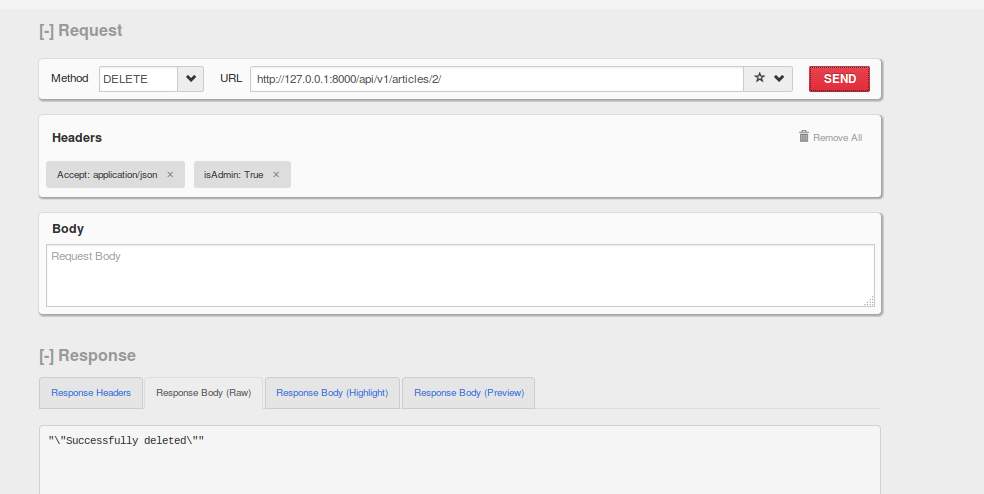 [-] Request
Method DELETE URL http://127.0.0.1:8000/api/v1/articles/2/ SEND
Headers Remove All
Accept: application/json × isAdmin: True ×
Body
Request Body
[-] Response
Response Headers Response Body (Raw) Response Body (Highlight) Response Body (Preview)
"\"Successfully deleted\""